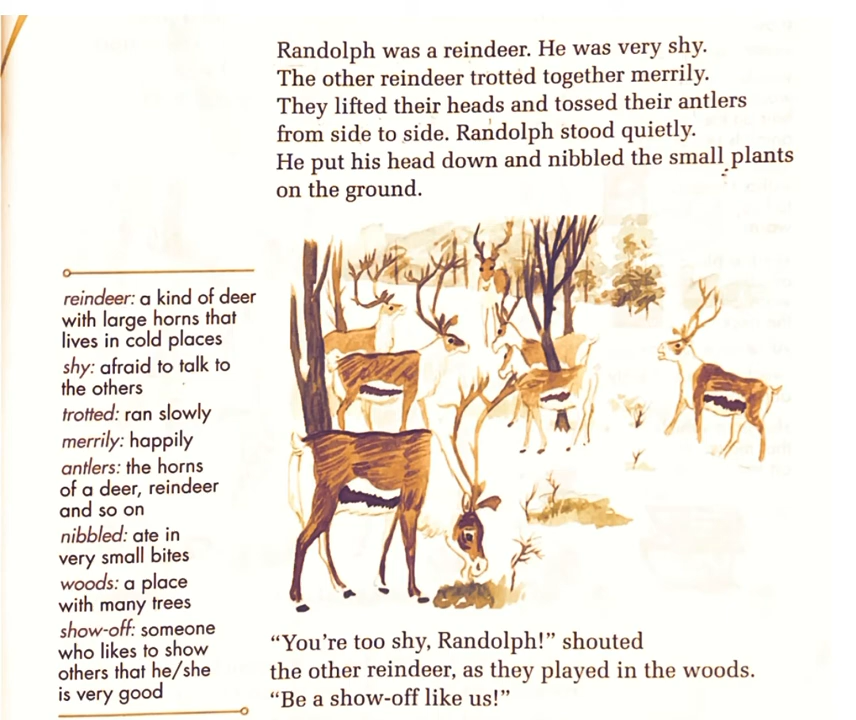 Randolph was a reindeer. He was very shy.
The other reindeer trotted together merrily.
They lifted their heads and tossed their antlers
from side to side. Randolph stood quietly.
He put his head down and nibbled the small plants
on the ground.
reindeer: a kind of deer
with large horns that
lives in cold places
shy: afraid to talk to
the others
trotted: ran slowly
merrily: happily
antlers: the horns
of a deer, reindeer
and so on
nibbled: ate in
very small bites
woods: a place
with many trees
show-off: someone
who likes to show
others that he/she
is very good
“You’re too shy, Randolph!” shouted
the other reindeer, as they played in the woods.
“Be a show-off like us!”